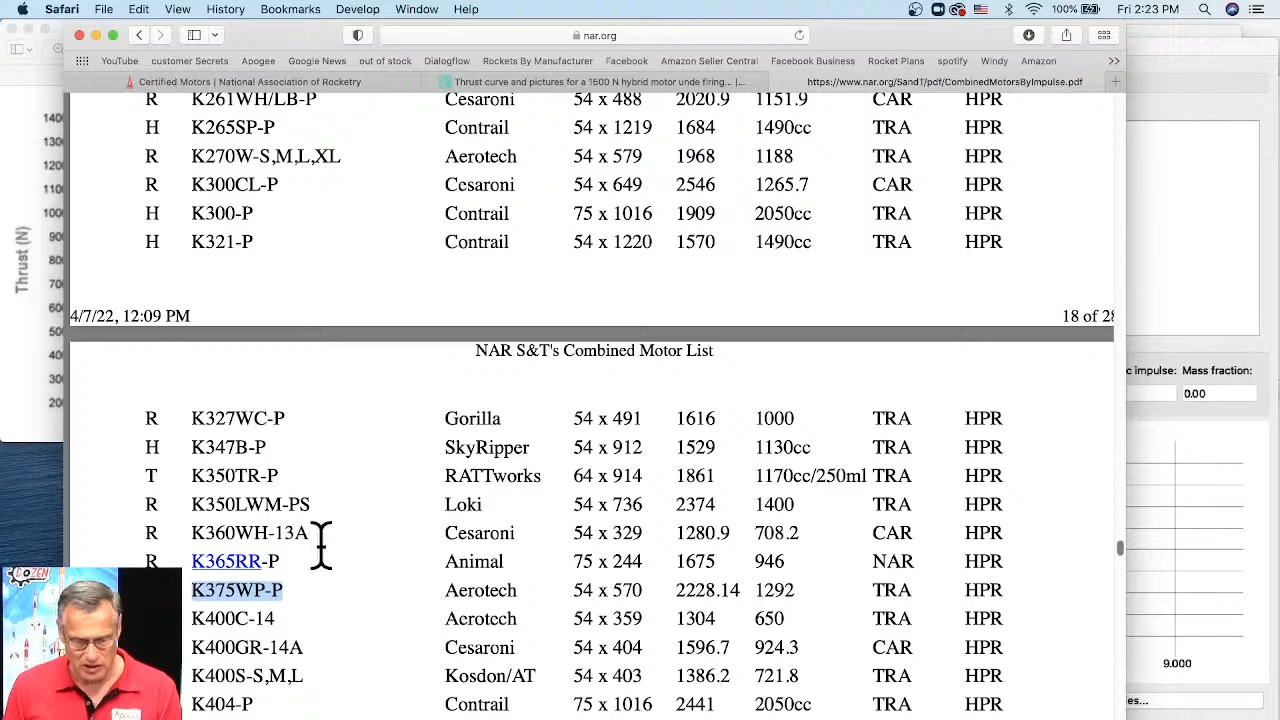 Safari File Edit View History Bookmarks Develop Window Help 100% Fri 2:23 PM
nar.org
YouTube customer Secrets Apogee Google News out of stock Dialogflow Rockets By Manufacturer Facebook Amazon Seller Central Facebook Business Rocket Plans spotify Windy Amazon
Certified Motors | National Association of Rocketry Thrust curve and pictures for a 1500 N hybrid motor unde firing... |... https://www.nar.org/SandT/pdf/CombinedMotorsByImpulse.pdf
R K261WH/LB-P Cesaroni 54 x 488 2020.9 1151.9 CAR HPR
H K265SP-P Contrail 54 x 1219 1684 1490cc TRA HPR
R K270W-S,M,L,XL Aerotech 54 x 579 1968 1188 TRA HPR
R K300CL-P Cesaroni 54 x 649 2546 1265.7 CAR HPR
H K300-P Contrail 75 x 1016 1909 2050cc TRA HPR
H K321-P Contrail 54 x 1220 1570 1490cc TRA HPR
4/7/22, 12:09 PM 18 of 28
NAR S&T's Combined Motor List
R K327WC-P Gorilla 54 x 491 1616 1000 TRA HPR
H K347B-P SkyRipper 54 x 912 1529 1130cc TRA HPR
T K350TR-P RATTworks 64 x 914 1861 1170cc/250ml TRA HPR
R K350LWM-PS Loki 54 x 736 2374 1400 TRA HPR
R K360WH-13A Cesaroni 54 x 329 1280.9 708.2 CAR HPR
R K365RR-P Animal 75 x 244 1675 946 NAR HPR
K375WP-P Aerotech 54 x 570 2228.14 1292 TRA HPR
K400C-14 Aerotech 54 x 359 1304 650 TRA HPR
K400GR-14A Cesaroni 54 x 404 1596.7 924.3 CAR HPR
K400S-S,M,L Kosdon/AT 54 x 403 1386.2 721.8 TRA HPR
K404-P Contrail 75 x 1016 2441 2050cc TRA HPR
Thrust (N)
c impulse: Mass fraction:
0.00
9.000
es...